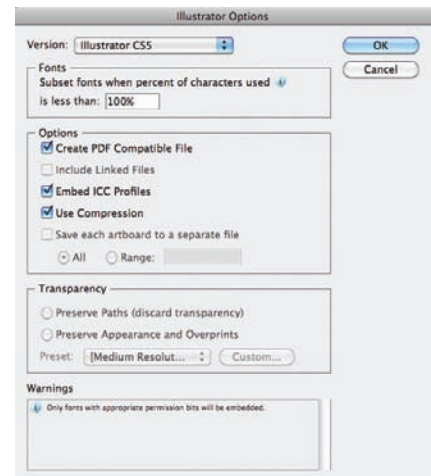 Illustrator Options
Version: Illustrator CS5
OK
Cancel
Fonts
Subset fonts when percent of characters used
is less than: 100%
Options
Create PDF Compatible File
Include Linked Files
Embed ICC Profiles
Use Compression
Save each artboard to a separate file
All Range:
Transparency
Preserve Paths (discard transparency)
Preserve Appearance and Overprints
Preset: [Medium Resolut... Custom...
Warnings
Only fonts with appropriate permission bits will be embedded.